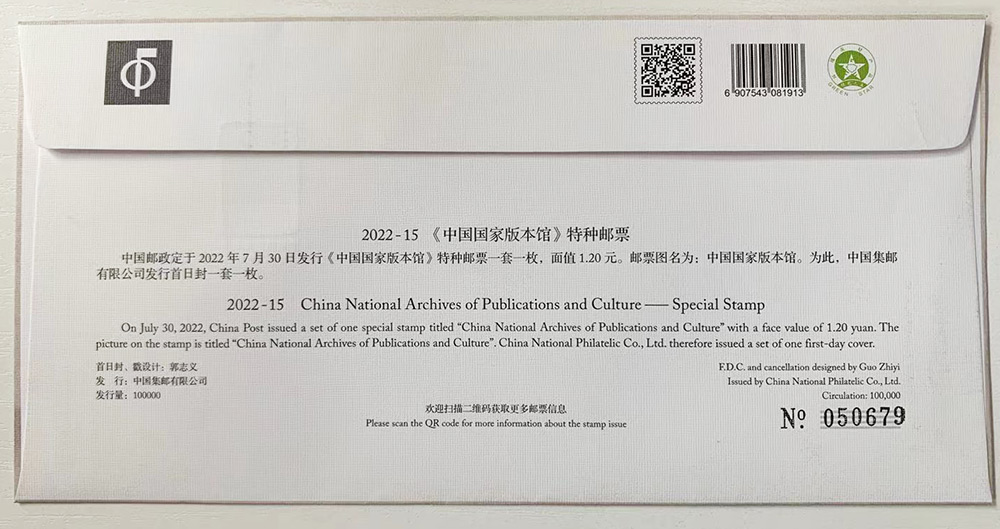 6 907543 081913
GREEN STAR
2022-15 《中国国家版本馆》特种邮票
中国邮政定于 2022 年 7 月 30 日发行《中国国家版本馆》特种邮票一套一枚，面值 1.20 元。邮票图名为：中国国家版本馆。为此，中国集邮
有限公司发行首日封一套一枚。
2022-15 China National Archives of Publications and Culture — Special Stamp
On July 30, 2022, China Post issued a set of one special stamp titled “China National Archives of Publications and Culture” with a face value of 1.20 yuan. The
picture on the stamp is titled “China National Archives of Publications and Culture”. China National Philatelic Co., Ltd. therefore issued a set of one first-day cover.
首日封、戳设计：郭志义
发 行：中国集邮有限公司
发行量：100000
F.D.C. and cancellation designed by Guo Zhiyi
Issued by China National Philatelic Co., Ltd.
Circulation: 100,000
欢迎扫描二维码获取更多邮票信息
Please scan the QR code for more information about the stamp issue
Nº 050679